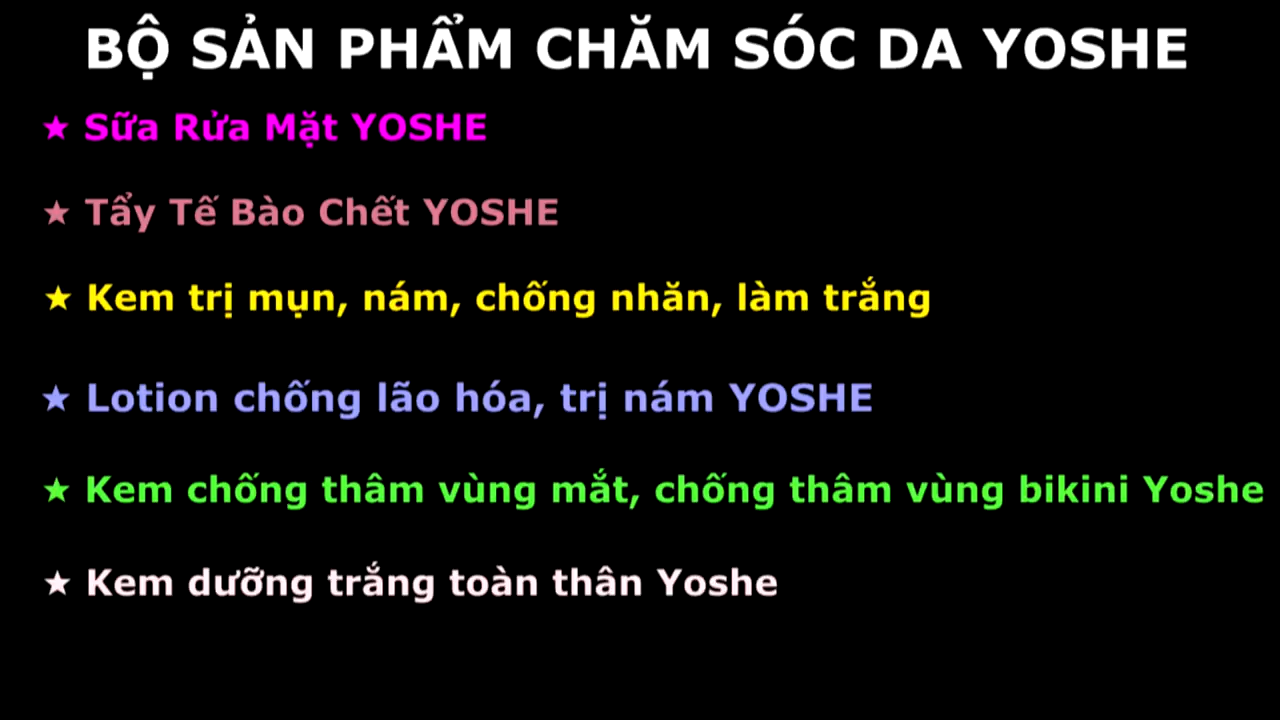 BỘ SẢN PHẨM CHĂM SÓC DA YOSHE
★ Sữa Rửa Mặt YOSHE
★ Tẩy Tế Bào Chết YOSHE
★ Kem trị mụn, nám, chống nhăn, làm trắng
★ Lotion chống lão hóa, trị nám YOSHE
★ Kem chống thâm vùng mắt, chống thâm vùng bikini Yoshe
★ Kem dưỡng trắng toàn thân Yoshe